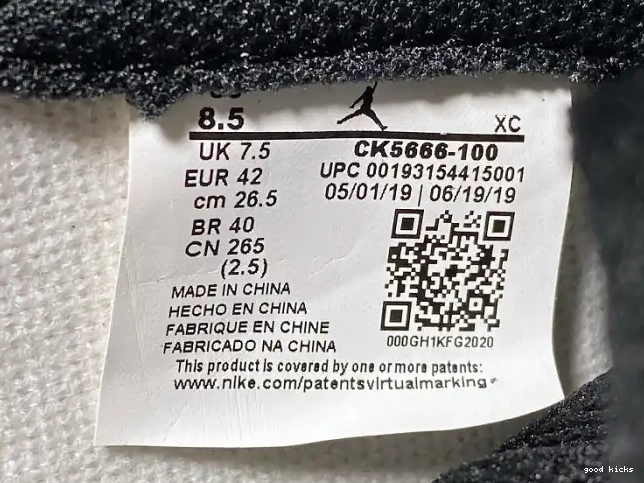 8.5
XC
UK 7.5
EUR 42
cm 26.5
BR 40
CN 265
(2.5)
CK5666-100
UPC 00193154415001
05/01/19 | 06/19/19
000GH1KFG2020
MADE IN CHINA
HECHO EN CHINA
FABRIQUE EN CHINE
FABRICADO NA CHINA
This product is covered by one or more patents:
www.nike.com/patentsvirtualmarking
good kicks